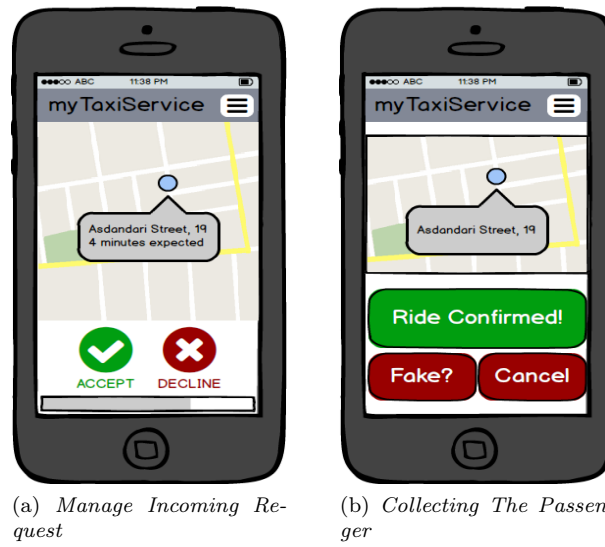 ●●●○○ ABC 11:38 PM
myTaxiService
Asdandari Street, 19
4 minutes expected
ACCEPT DECLINE
(a) Manage Incoming Re-
quest
●●●○○ ABC 11:38 PM
myTaxiService
Asdandari Street, 19
Ride Confirmed!
Fake? Cancel
(b) Collecting The Passen-
ger